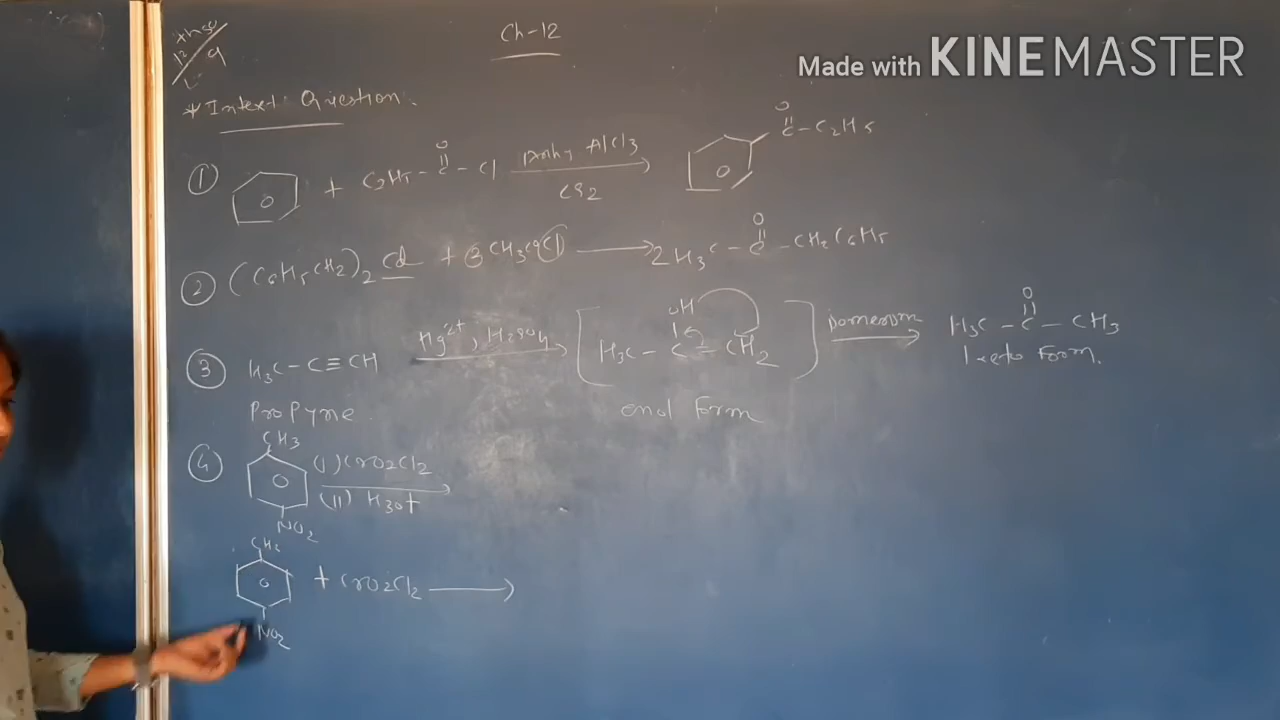 Ch-12
Made with KINEMASTER
* Intext Question.
① + C2H5-C-Cl Anhy AlCl3 CS2 C-C2H5
O O
② (C6H5CH2)2 Cd + 2CH3COCl → 2H3C-C-CH2C6H5
O
③ H3C-C≡CH Hg2+, H2SO4 [H3C-C=CH2] isomerism H3C-C-CH3
OH O
Propyne enol Form keto Form.
④ CH3 (i) CrO2Cl2
(ii) H3O+
NO2
CH3
+ CrO2Cl2 →
NO2